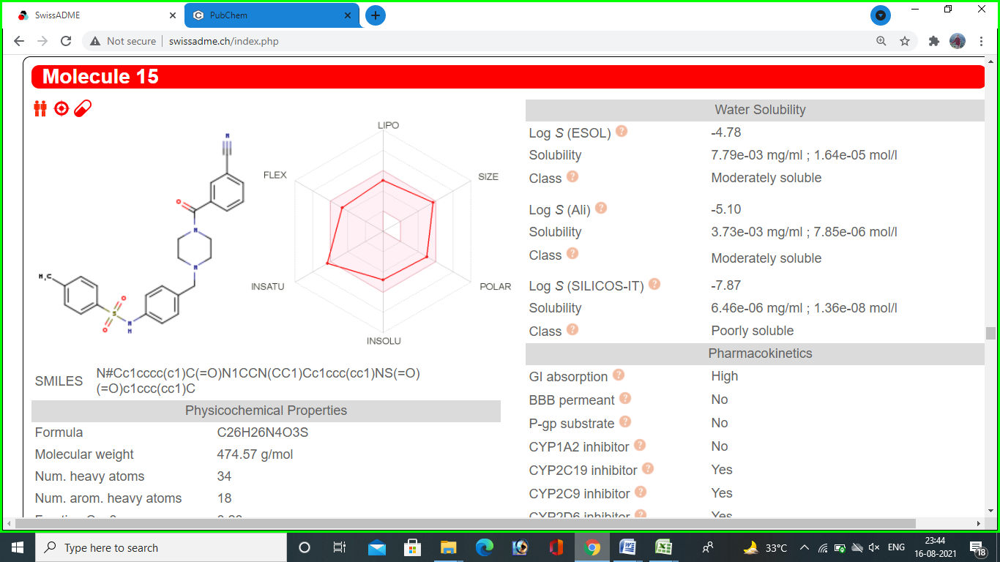 SwissADME
PubChem
Not secure
swissadme.ch/index.php
Molecule 15
LIPO
FLEX
SIZE
INSATU
POLAR
INSOLU
N
O
N
N
H3C
O
S
O
N
H
SMILES
N#Cc1cccc(c1)C(=O)N1CCN(CC1)Cc1ccc(cc1)NS(=O)
(=O)c1ccc(cc1)C
Physicochemical Properties
Formula C26H26N4O3S
Molecular weight 474.57 g/mol
Num. heavy atoms 34
Num. arom. heavy atoms 18
Water Solubility
Log S (ESOL) ? -4.78
Solubility 7.79e-03 mg/ml ; 1.64e-05 mol/l
Class ? Moderately soluble
Log S (Ali) ? -5.10
Solubility 3.73e-03 mg/ml ; 7.85e-06 mol/l
Class ? Moderately soluble
Log S (SILICOS-IT) ? -7.87
Solubility 6.46e-06 mg/ml ; 1.36e-08 mol/l
Class ? Poorly soluble
Pharmacokinetics
GI absorption ? High
BBB permeant ? No
P-gp substrate ? No
CYP1A2 inhibitor ? No
CYP2C19 inhibitor ? Yes
CYP2C9 inhibitor ? Yes
CYP2D6 inhibitor ? Yes
Type here to search
33°C
ENG
23:44
16-08-2021
18